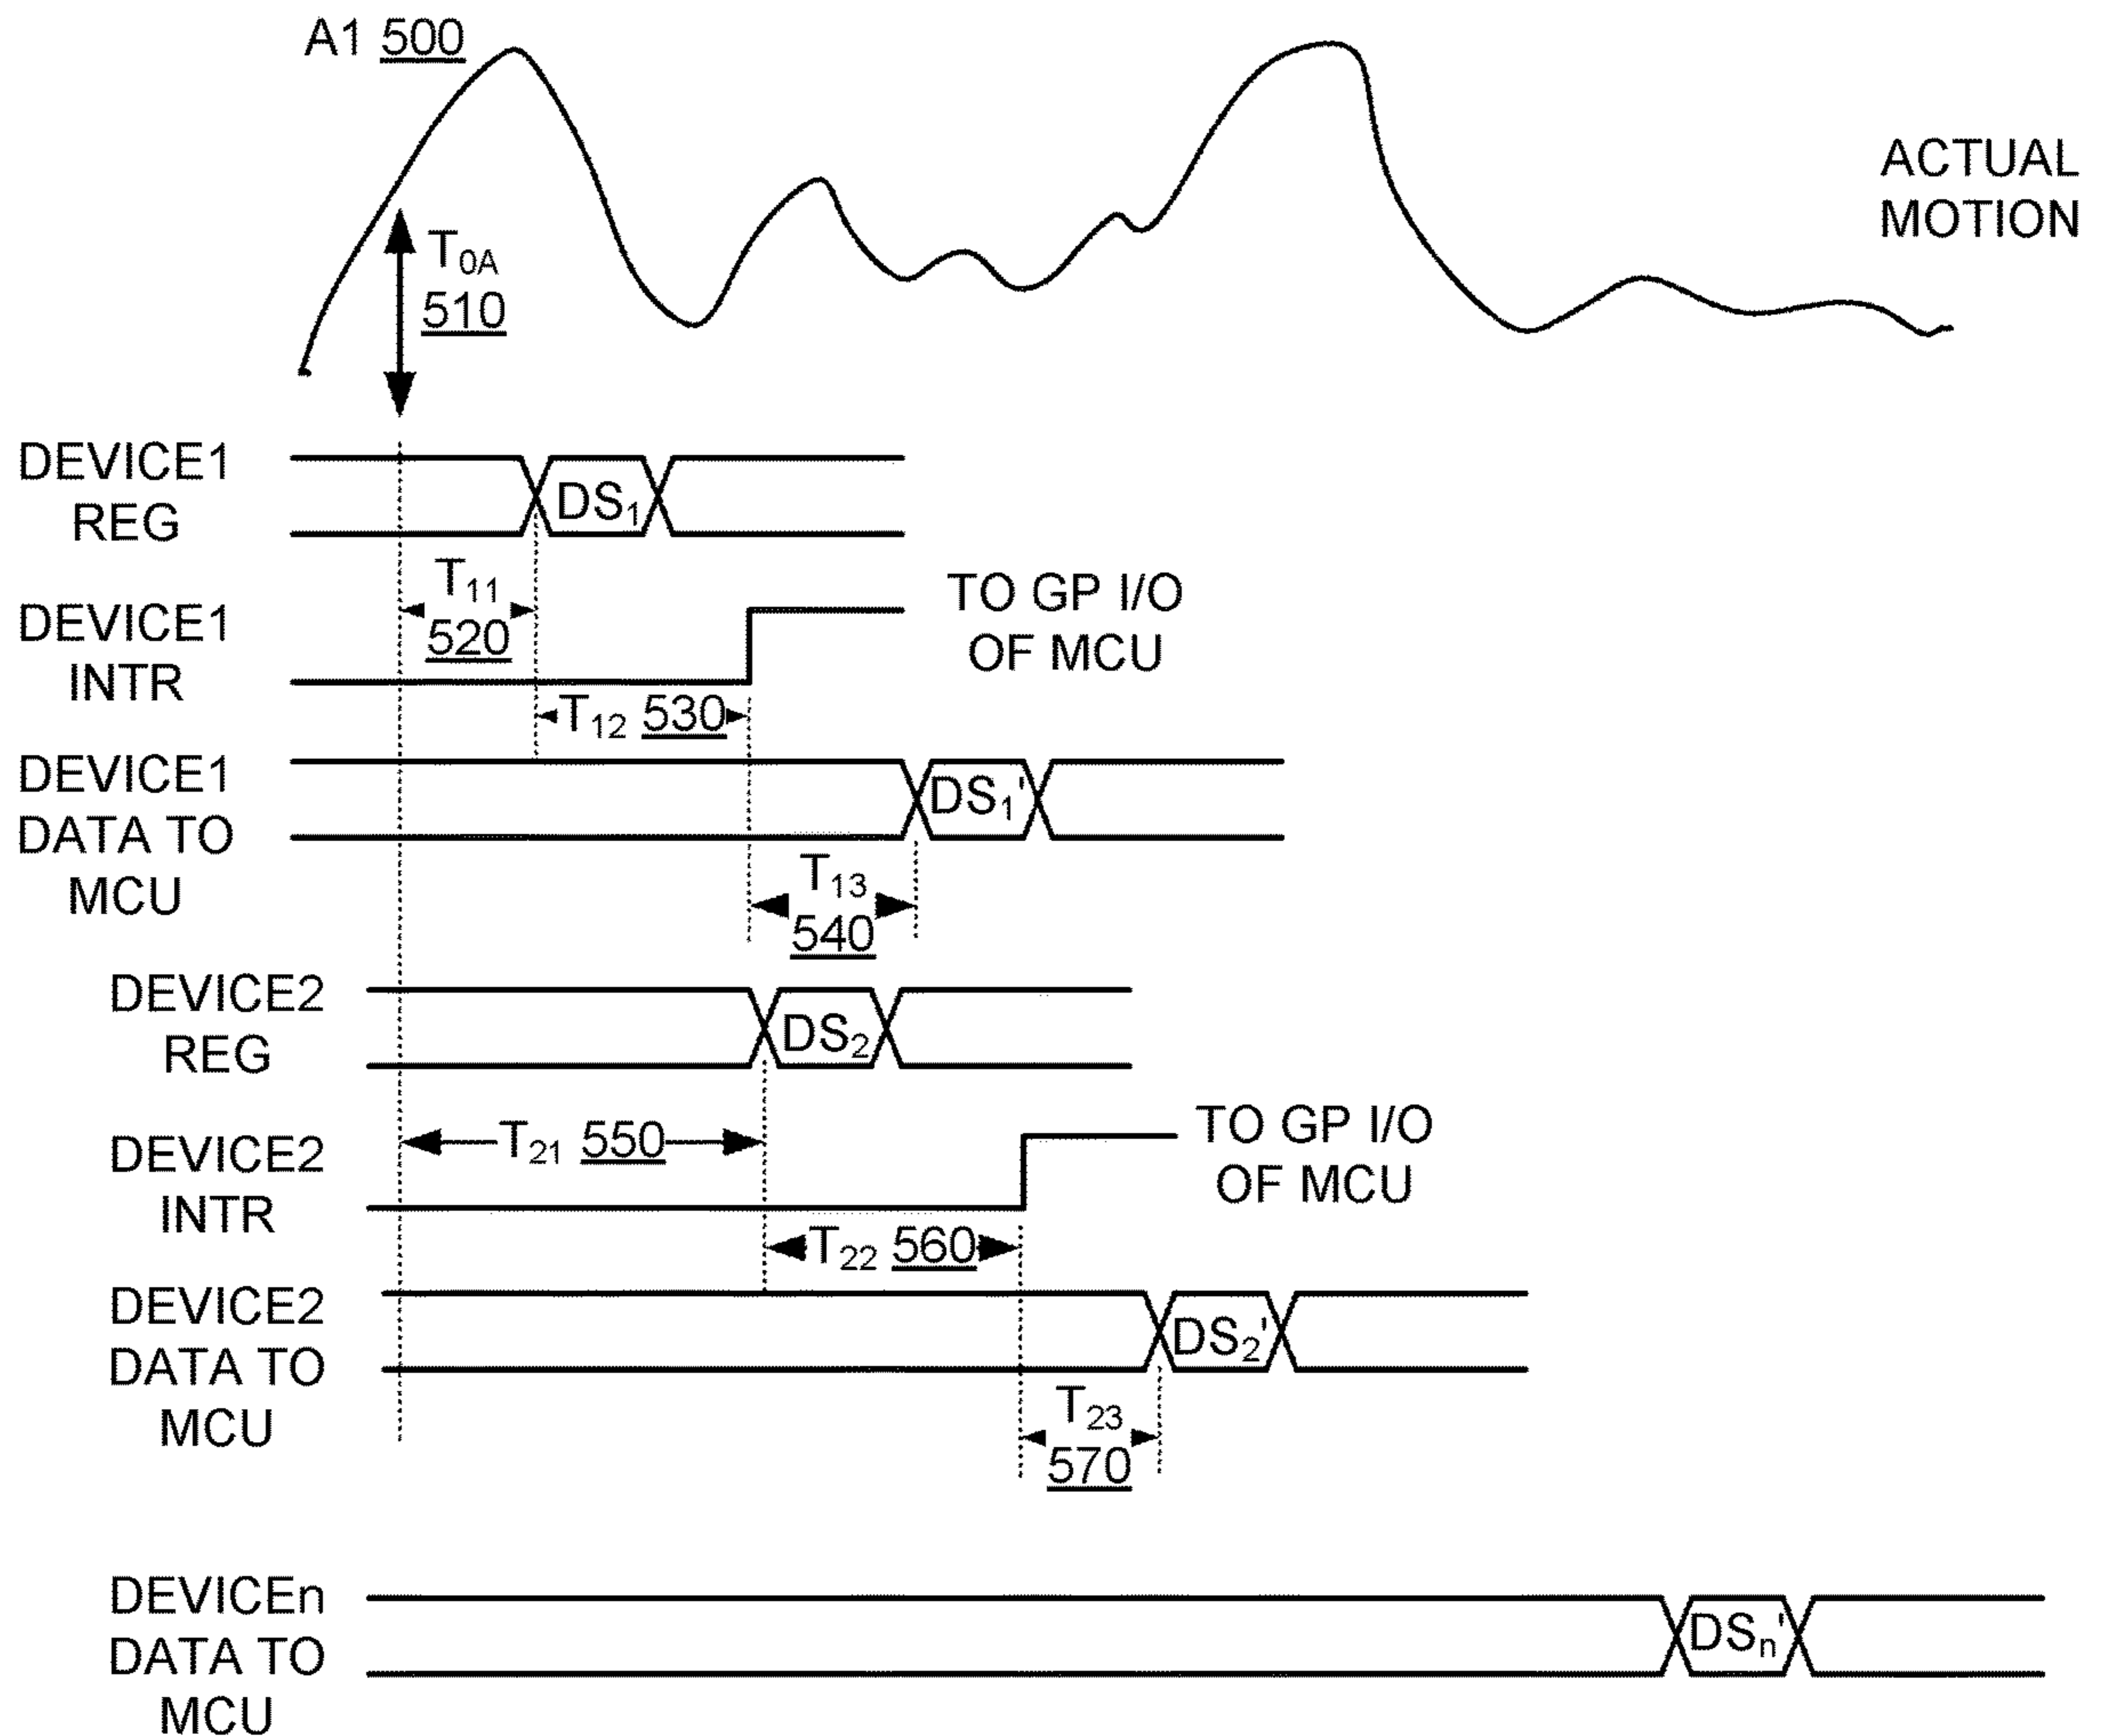 A1 500
ACTUAL
MOTION
T0A
510
DEVICE1
REG
DS1
T11
520
DEVICE1
INTR
TO GP I/O
OF MCU
T12 530
DEVICE1
DATA TO
MCU
DS1'
T13
540
DEVICE2
REG
DS2
T21 550
DEVICE2
INTR
TO GP I/O
OF MCU
T22 560
DEVICE2
DATA TO
MCU
DS2'
T23
570
DEVICEn
DATA TO
MCU
DSn'